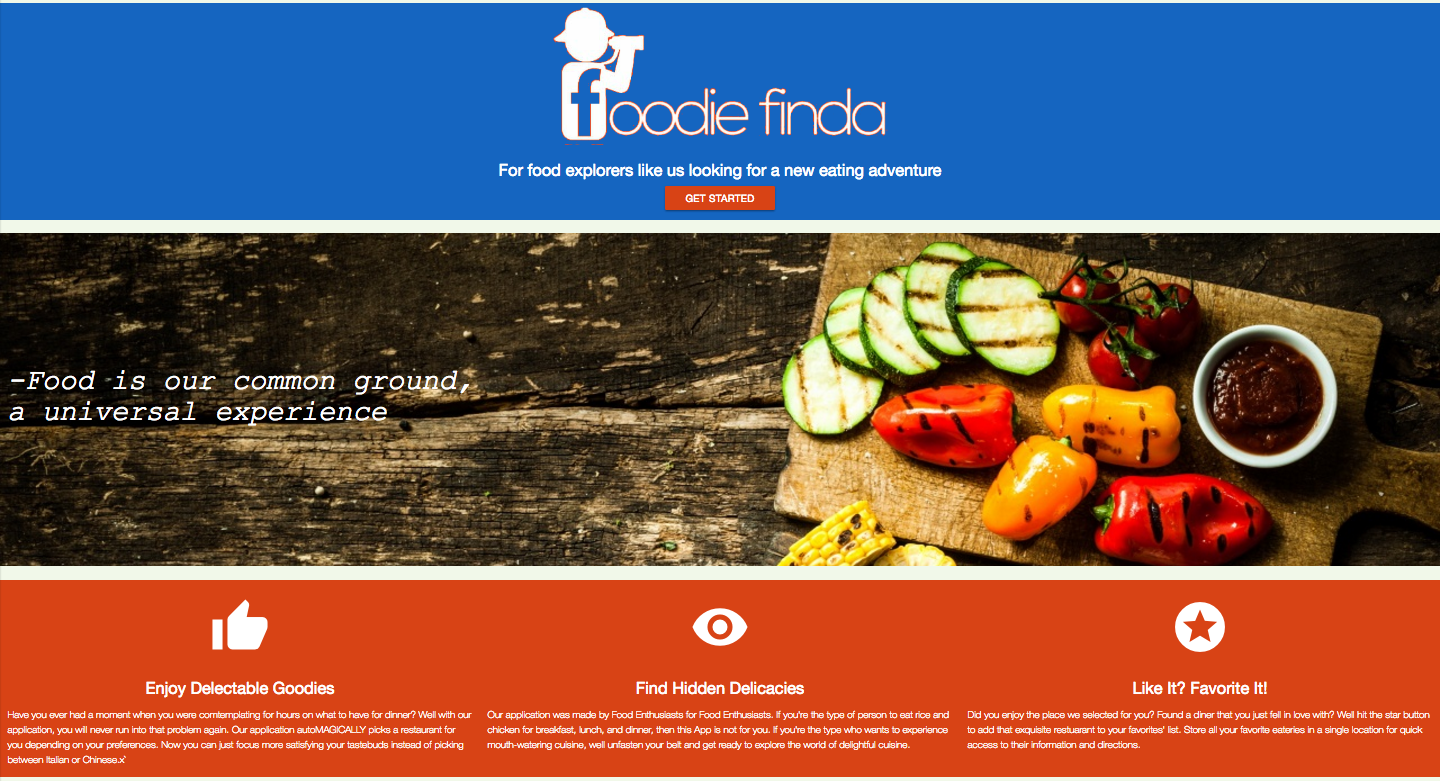 foodie finda
For food explorers like us looking for a new eating adventure
GET STARTED
-Food is our common ground,
a universal experience
Enjoy Delectable Goodies
Have you ever had a moment when you were comtemplating for hours on what to have for dinner? Well with our
application, you will never run into that problem again. Our application autoMAGICALLY picks a restaurant for
you depending on your preferences. Now you can just focus more satisfying your tastebuds instead of picking
between Italian or Chinese.x'
Find Hidden Delicacies
Our application was made by Food Enthusiasts for Food Enthusiasts. If you're the type of person to eat rice and
chicken for breakfast, lunch, and dinner, then this App is not for you. If you're the type who wants to experience
mouth-watering cuisine, well unfasten your belt and get ready to explore the world of delightful cuisine.
Like It? Favorite It!
Did you enjoy the place we selected for you? Found a diner that you just fell in love with? Well hit the star button
to add that exquisite restuarant to your favorites' list. Store all your favorite eateries in a single location for quick
access to their information and directions.